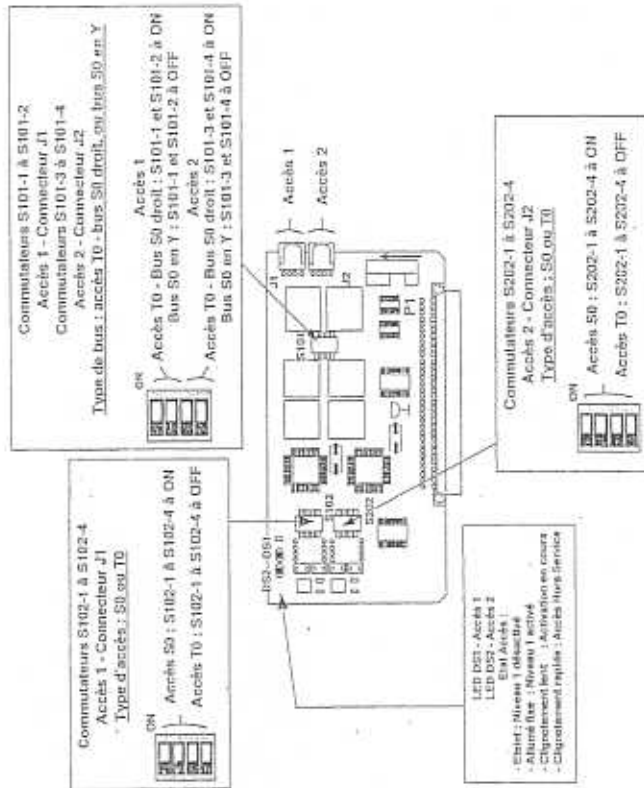 Commutateurs S102-1 à S102-4
Accès 1 - Connecteur J1
- Type d'accès : S0 ou T0
ON
Accès S0 : S102-1 à S102-4 à ON
Accès T0 : S102-1 à S102-4 à OFF
Commutateurs S101-1 à S101-2
Accès 1 - Connecteur J1
Commutateurs S101-3 à S101-4
Accès 2 - Connecteur J2
Type de bus : accès T0 - bus S0 droit, ou bus S0 en Y
ON
Accès 1
Accès T0 - Bus S0 droit : S101-1 et S101-2 à ON
Bus S0 en Y : S101-1 et S101-2 à OFF
Accès 2
Accès T0 - Bus S0 droit : S101-3 et S101-4 à ON
Bus S0 en Y : S101-3 et S101-4 à OFF
DS2-DS1
S102
S202
S101
J1
J2
P1
Accès 1
Accès 2
LED DS1 - Accès 1
LED DS2 - Accès 2
Etat Accès :
- Eteint : Niveau 1 désactivé
- Allumé fixe : Niveau 1 activé
- Clignotement lent : Activation en cours
- Clignotement rapide : Accès Hors Service
Commutateurs S202-1 à S202-4
Accès 2 - Connecteur J2
Type d'accès : S0 ou T0
ON
Accès S0 : S202-1 à S202-4 à ON
Accès T0 : S202-1 à S202-4 à OFF